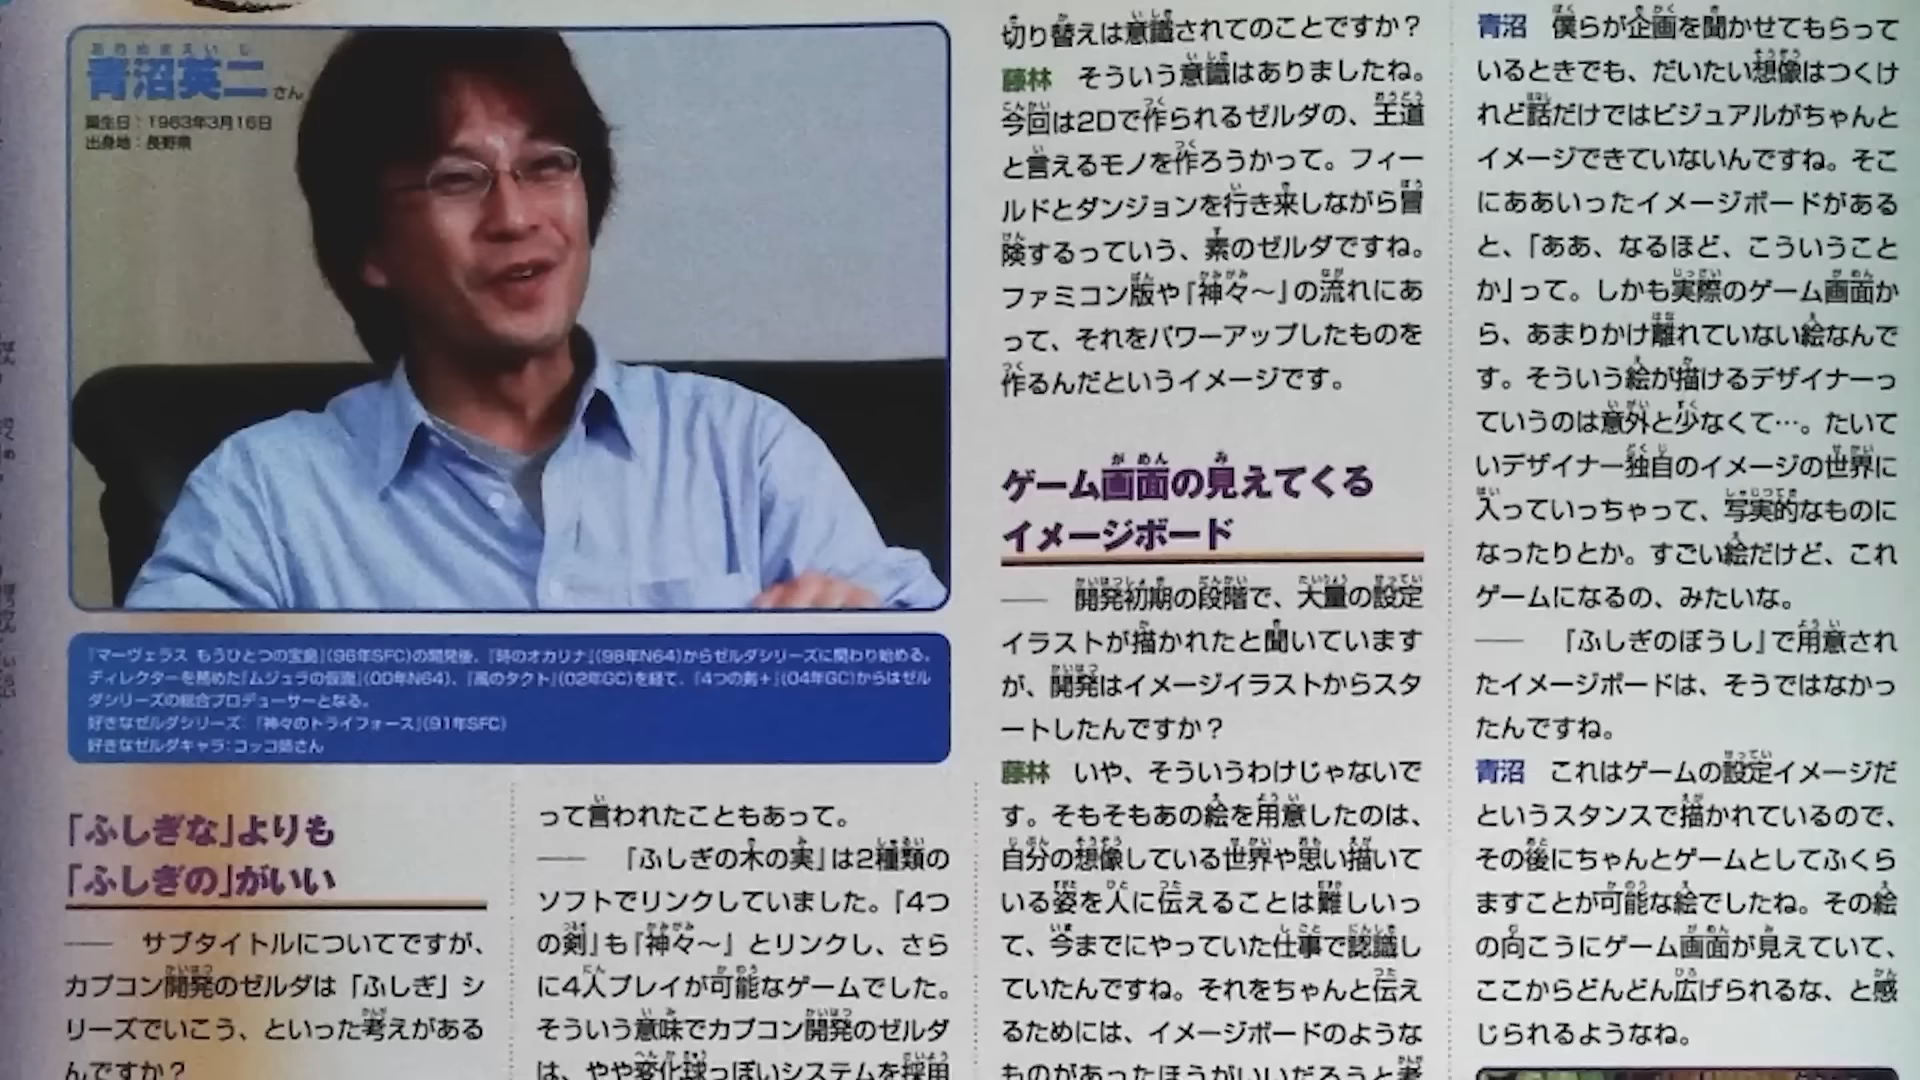 青沼英二さん
誕生日：1963年3月16日
出身地：長野県
『マーヴェラス もうひとつの宝島』（96年SFC）の開発後、『時のオカリナ』（98年N64）からゼルダシリーズに関わり始める。
ディレクターを務めた『ムジュラの仮面』（00年N64）、『風のタクト』（02年GC）を経て、『4つの剣＋』（04年GC）からはゼル
ダシリーズの総合プロデューサーとなる。
好きなゼルダシリーズ：『神々のトライフォース』（91年SFC）
好きなゼルダキャラ：コッコ姉さん
「ふしぎな」よりも
「ふしぎの」がいい
―― サブタイトルについてですが、
カプコン開発のゼルダは「ふしぎ」シ
リーズでいこう、といった考えがある
んですか？
って言われたこともあって。
―― 『ふしぎの木の実』は2種類の
ソフトでリンクしていました。『4つ
の剣』も『神々～』とリンクし、さら
に4人プレイが可能なゲームでした。
そういう意味でカプコン開発のゼルダ
は、やや変化球っぽいシステムを採用
切り替えは意識されてのことですか？
藤林 そういう意識はありましたね。
今回は2Dで作られるゼルダの、王道
と言えるモノを作ろうかって。フィー
ルドとダンジョンを行き来しながら冒
険するっていう、素のゼルダですね。
ファミコン版や『神々～』の流れにあ
って、それをパワーアップしたものを
作るんだというイメージです。
ゲーム画面の見えてくる
イメージボード
―― 開発初期の段階で、大量の設定
イラストが描かれたと聞いています
が、開発はイメージイラストからスタ
ートしたんですか？
藤林 いや、そういうわけじゃないで
す。そもそもあの絵を用意したのは、
自分の想像している世界や思い描いて
いる姿を人に伝えることは難しいっ
て、今までにやっていた仕事で認識し
ていたんですね。それをちゃんと伝え
るためには、イメージボードのような
ものがあったほうがいいだろうと考
青沼 僕らが企画を聞かせてもらって
いるときでも、だいたい想像はつくけ
れど話だけではビジュアルがちゃんと
イメージできていないんですね。そこ
にああいったイメージボードがある
と、「ああ、なるほど、こういうこと
か」って。しかも実際のゲーム画面か
ら、あまりかけ離れていない絵なんで
す。そういう絵が描けるデザイナーっ
ていうのは意外と少なくて…。たいて
いデザイナー独自のイメージの世界に
入っていっちゃって、写実的なものに
なったりとか。すごい絵だけど、これ
ゲームになるの、みたいな。
―― 『ふしぎのぼうし』で用意され
たイメージボードは、そうではなかっ
たんですね。
青沼 これはゲームの設定イメージだ
というスタンスで描かれているので、
その後にちゃんとゲームとしてふくら
ますことが可能な絵でしたね。その絵
の向こうにゲーム画面が見えていて、
ここからどんどん広げられるな、と感
じられるようなね。